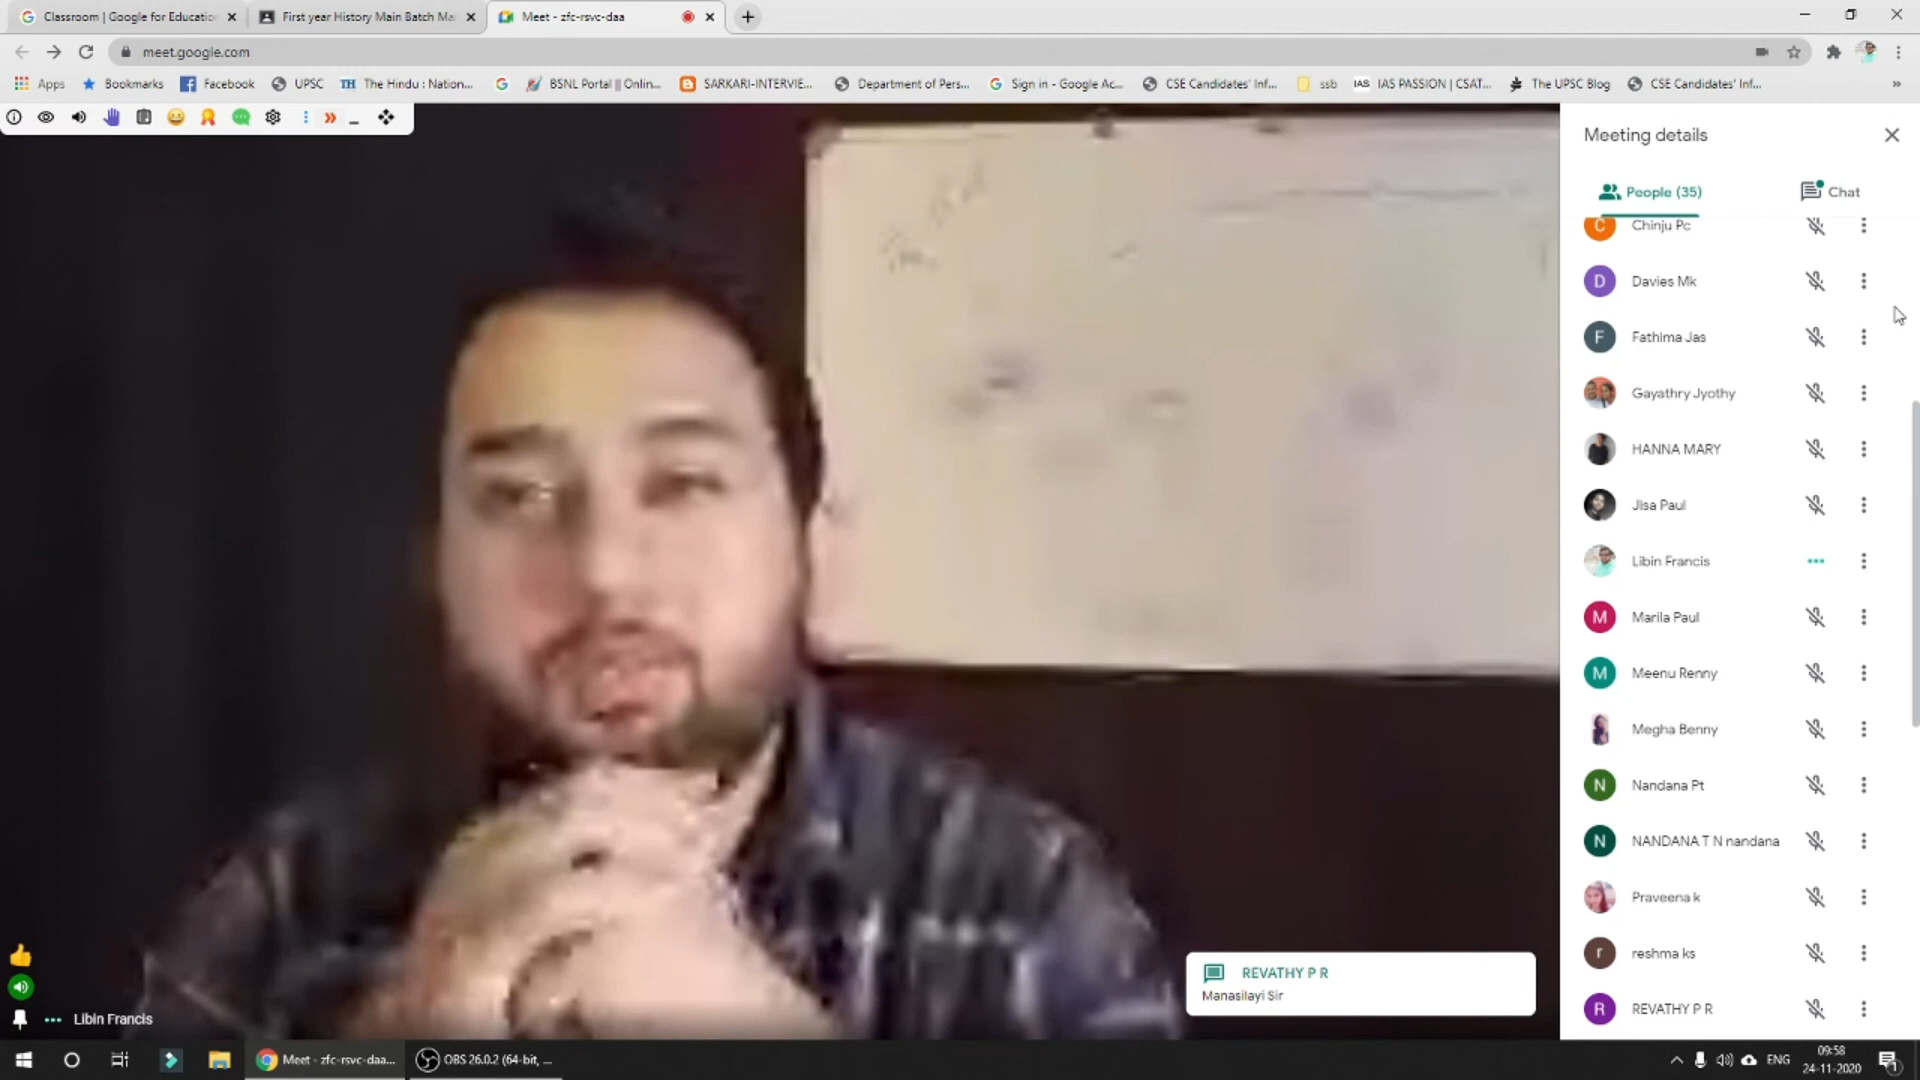 Classroom | Google for Educatio
First year History Main Batch Ma
Meet - zfc-rsvc-daa
meet.google.com
Apps
Bookmarks
Facebook
UPSC
TH The Hindu : Nation...
BSNL Portal || Onlin...
SARKARI-INTERVIE...
Department of Pers...
Sign in - Google Ac...
CSE Candidates' Inf...
ssb
IAS IAS PASSION | CSAT...
The UPSC Blog
CSE Candidates' Inf...
Meeting details
People (35)
Chat
C Chinju Pc
D Davies Mk
F Fathima Jas
Gayathry Jyothy
HANNA MARY
Jisa Paul
Libin Francis
M Marila Paul
M Meenu Renny
Megha Benny
N Nandana Pt
N NANDANA T N nandana
Praveena k
r reshma ks
R REVATHY P R
REVATHY P R
Manasilayi Sir
Libin Francis
Meet - zfc-rsvc-daa...
OBS 26.0.2 (64-bit, ...
ENG
09:58
24-11-2020
1